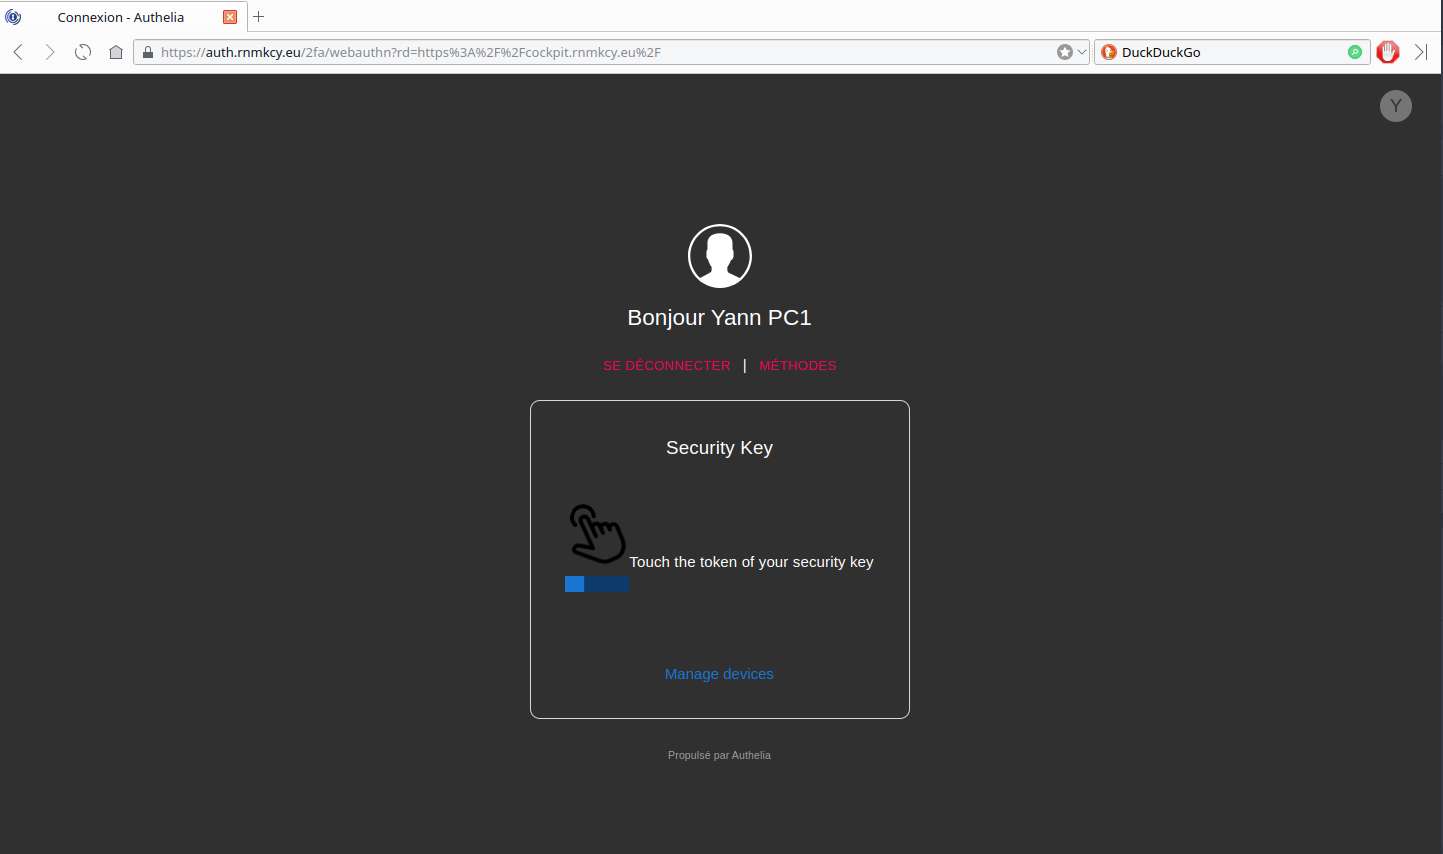 Connexion - Authelia
https://auth.rnmkcy.eu/2fa/webauthn?rd=https%3A%2F%2Fcockpit.rnmkcy.eu%2F
DuckDuckGo
Y
Bonjour Yann PC1
SE DÉCONNECTER | MÉTHODES
Security Key
Touch the token of your security key
Manage devices
Propulsé par Authelia